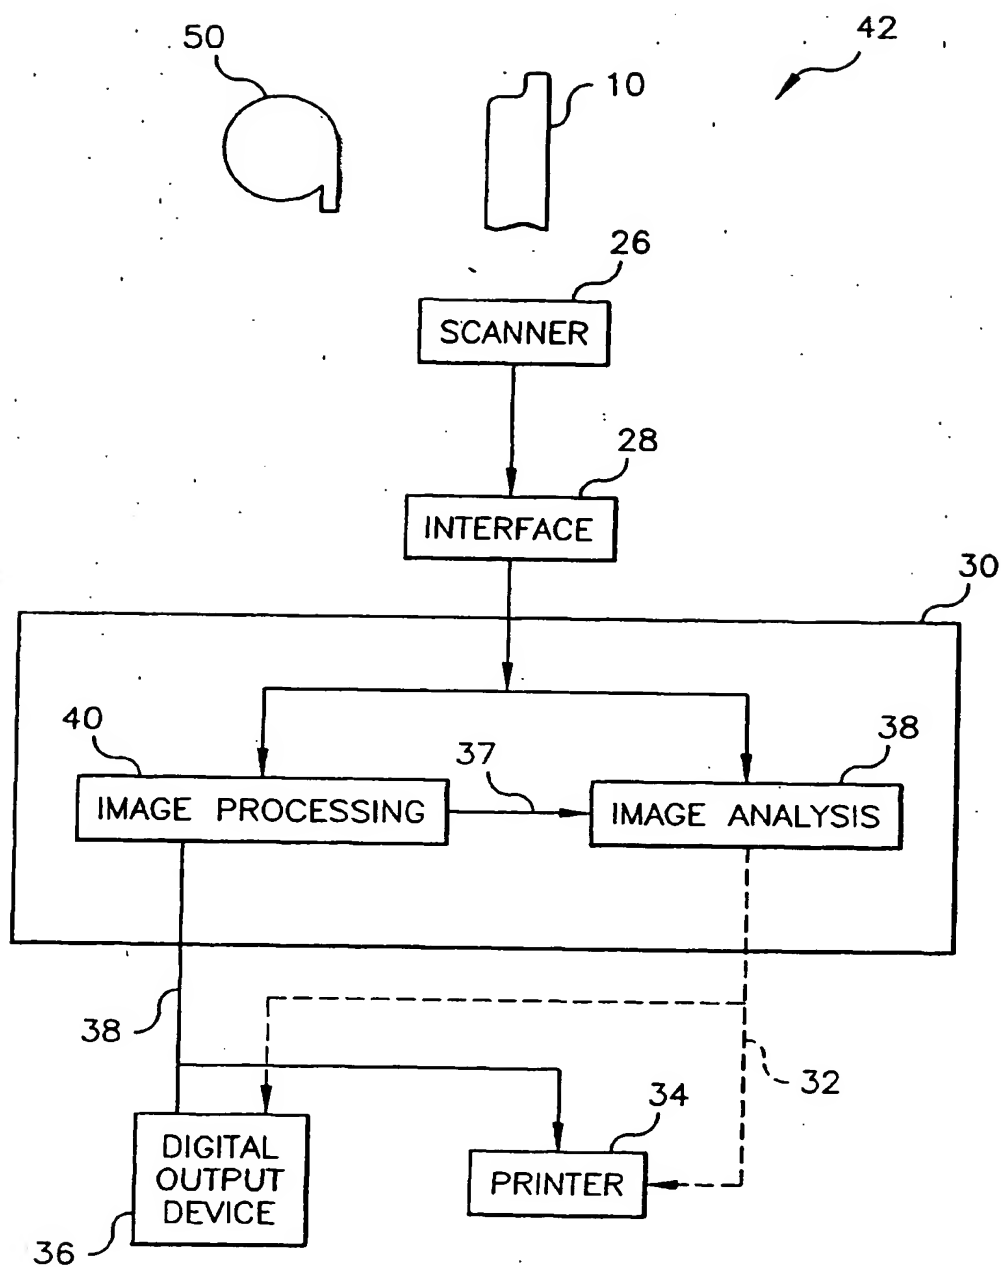 42
50
10
26
SCANNER
28
INTERFACE
30
40
37
38
IMAGE PROCESSING
IMAGE ANALYSIS
38
32
34
DIGITAL
OUTPUT
DEVICE
PRINTER
36